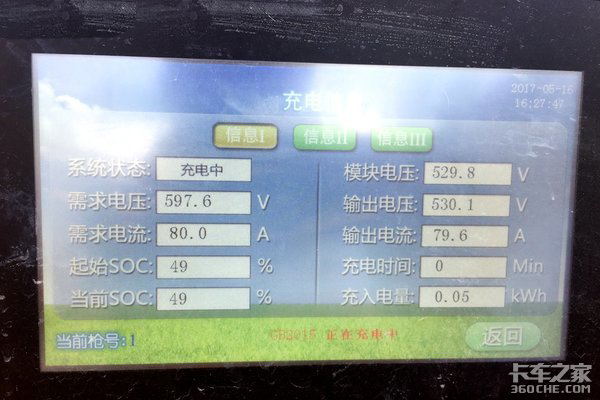 充电
2017-05-16
16:27:47
信息I 信息II 信息III
系统状态: 充电中
需求电压: 597.6 V
需求电流: 80.0 A
起始SOC: 49 %
当前SOC: 49 %
模块电压: 529.8 V
输出电压: 530.1 V
输出电流: 79.6 A
充电时间: 0 Min
充入电量: 0.05 kWh
当前枪号:1
GB2015 正在充电中
返回
卡车之家
360CHE.COM